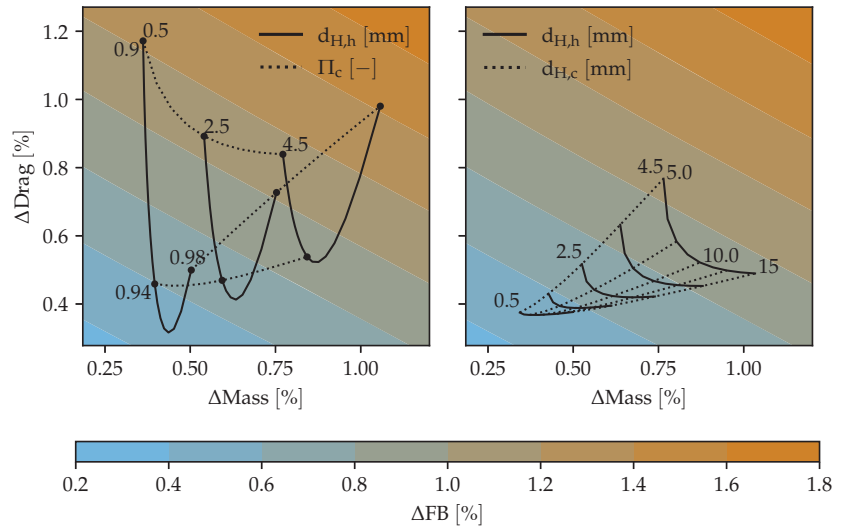 ΔDrag [%]
1.2
1.0
0.8
0.6
0.4
0.5
0.9
d_{H,h} [mm]
Π_c [−]
2.5
4.5
0.98
0.94
0.25 0.50 0.75 1.00
ΔMass [%]
d_{H,h} [mm]
d_{H,c} [mm]
4.5
5.0
2.5
10.0
15
0.5
0.25 0.50 0.75 1.00
ΔMass [%]
0.2 0.4 0.6 0.8 1.0 1.2 1.4 1.6 1.8
ΔFB [%]